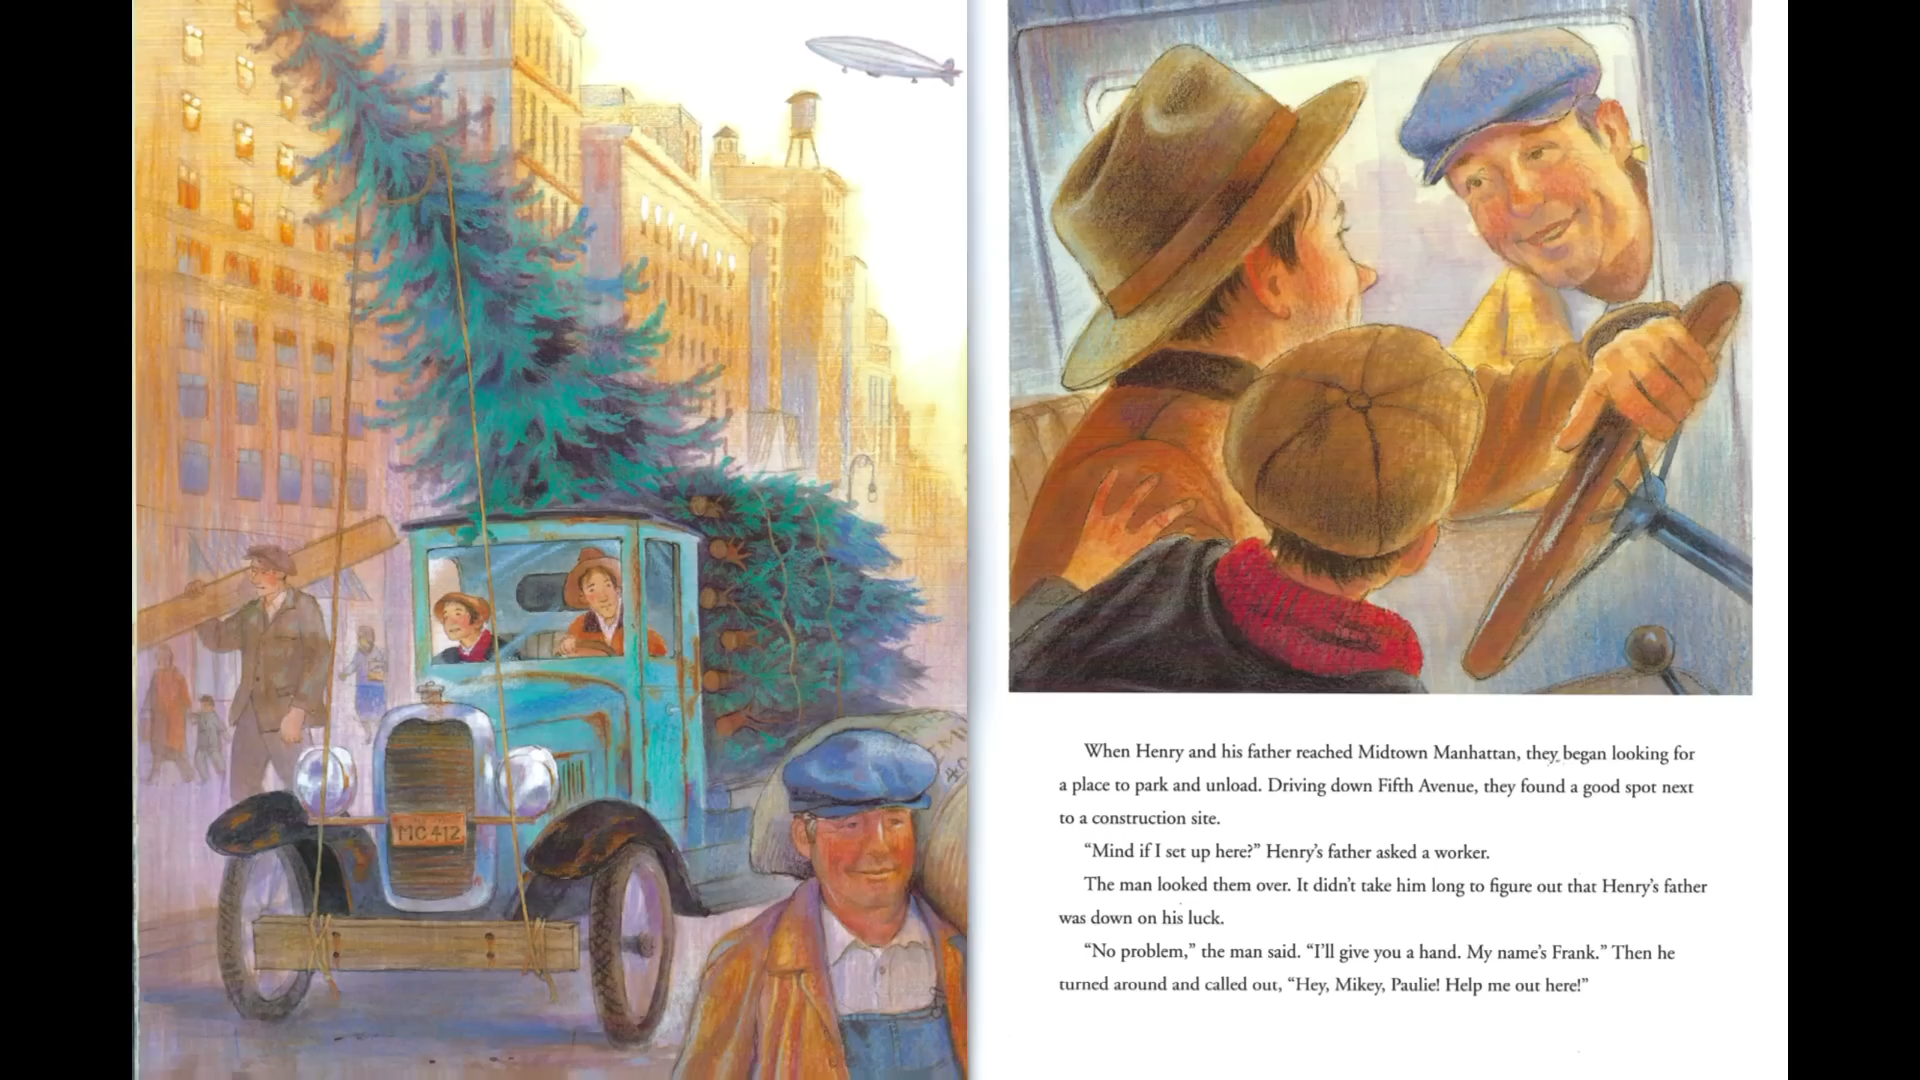 MC 412
When Henry and his father reached Midtown Manhattan, they began looking for
a place to park and unload. Driving down Fifth Avenue, they found a good spot next
to a construction site.
“Mind if I set up here?” Henry’s father asked a worker.
The man looked them over. It didn’t take him long to figure out that Henry’s father
was down on his luck.
“No problem,” the man said. “I’ll give you a hand. My name’s Frank.” Then he
turned around and called out, “Hey, Mikey, Paulie! Help me out here!”